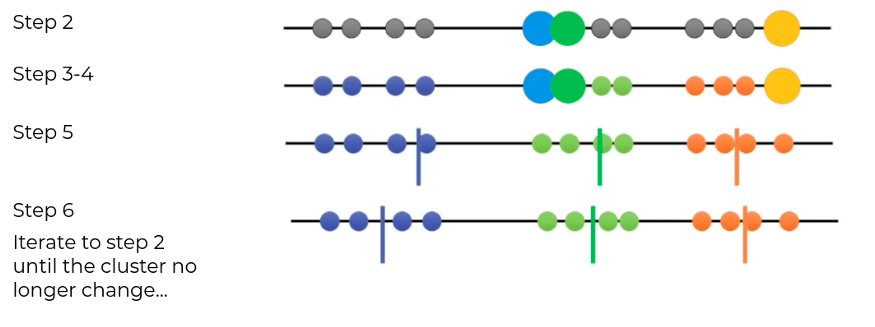 Step 2
Step 3-4
Step 5
Step 6
Iterate to step 2
until the cluster no
longer change...